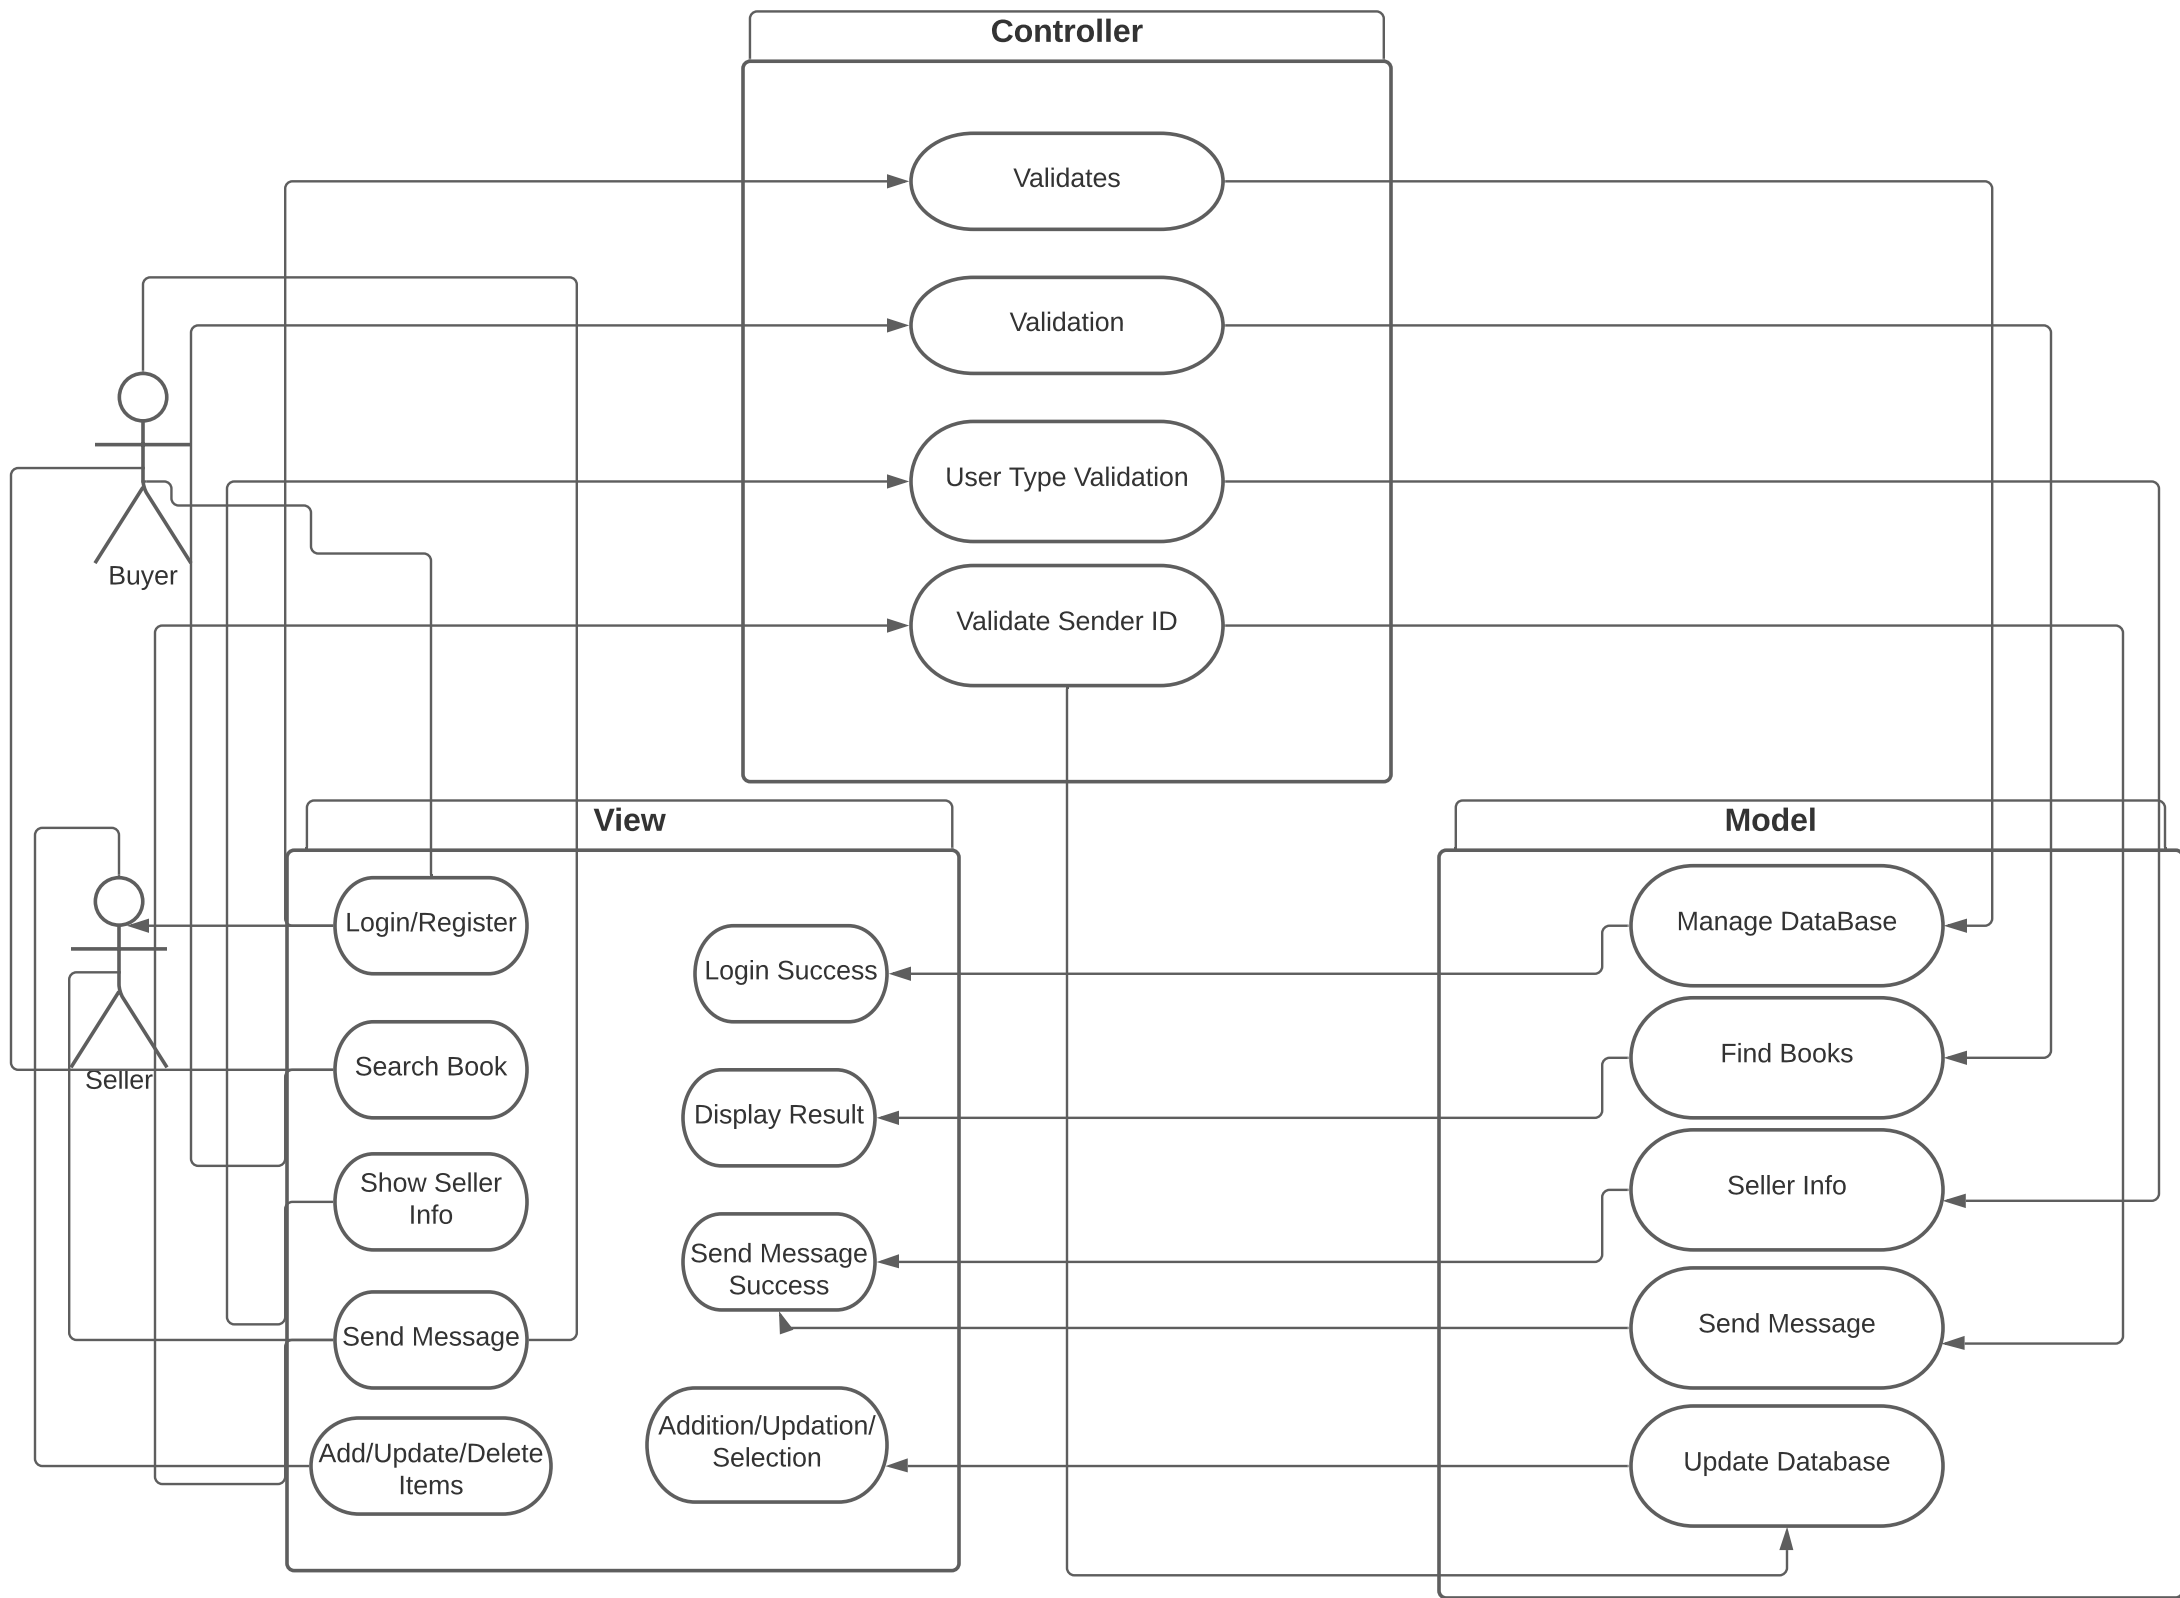 Controller
Validates
Validation
User Type Validation
Validate Sender ID
Buyer
Seller
View
Login/Register
Search Book
Show Seller
Info
Send Message
Add/Update/Delete
Items
Login Success
Display Result
Send Message
Success
Addition/Updation/
Selection
Model
Manage DataBase
Find Books
Seller Info
Send Message
Update Database